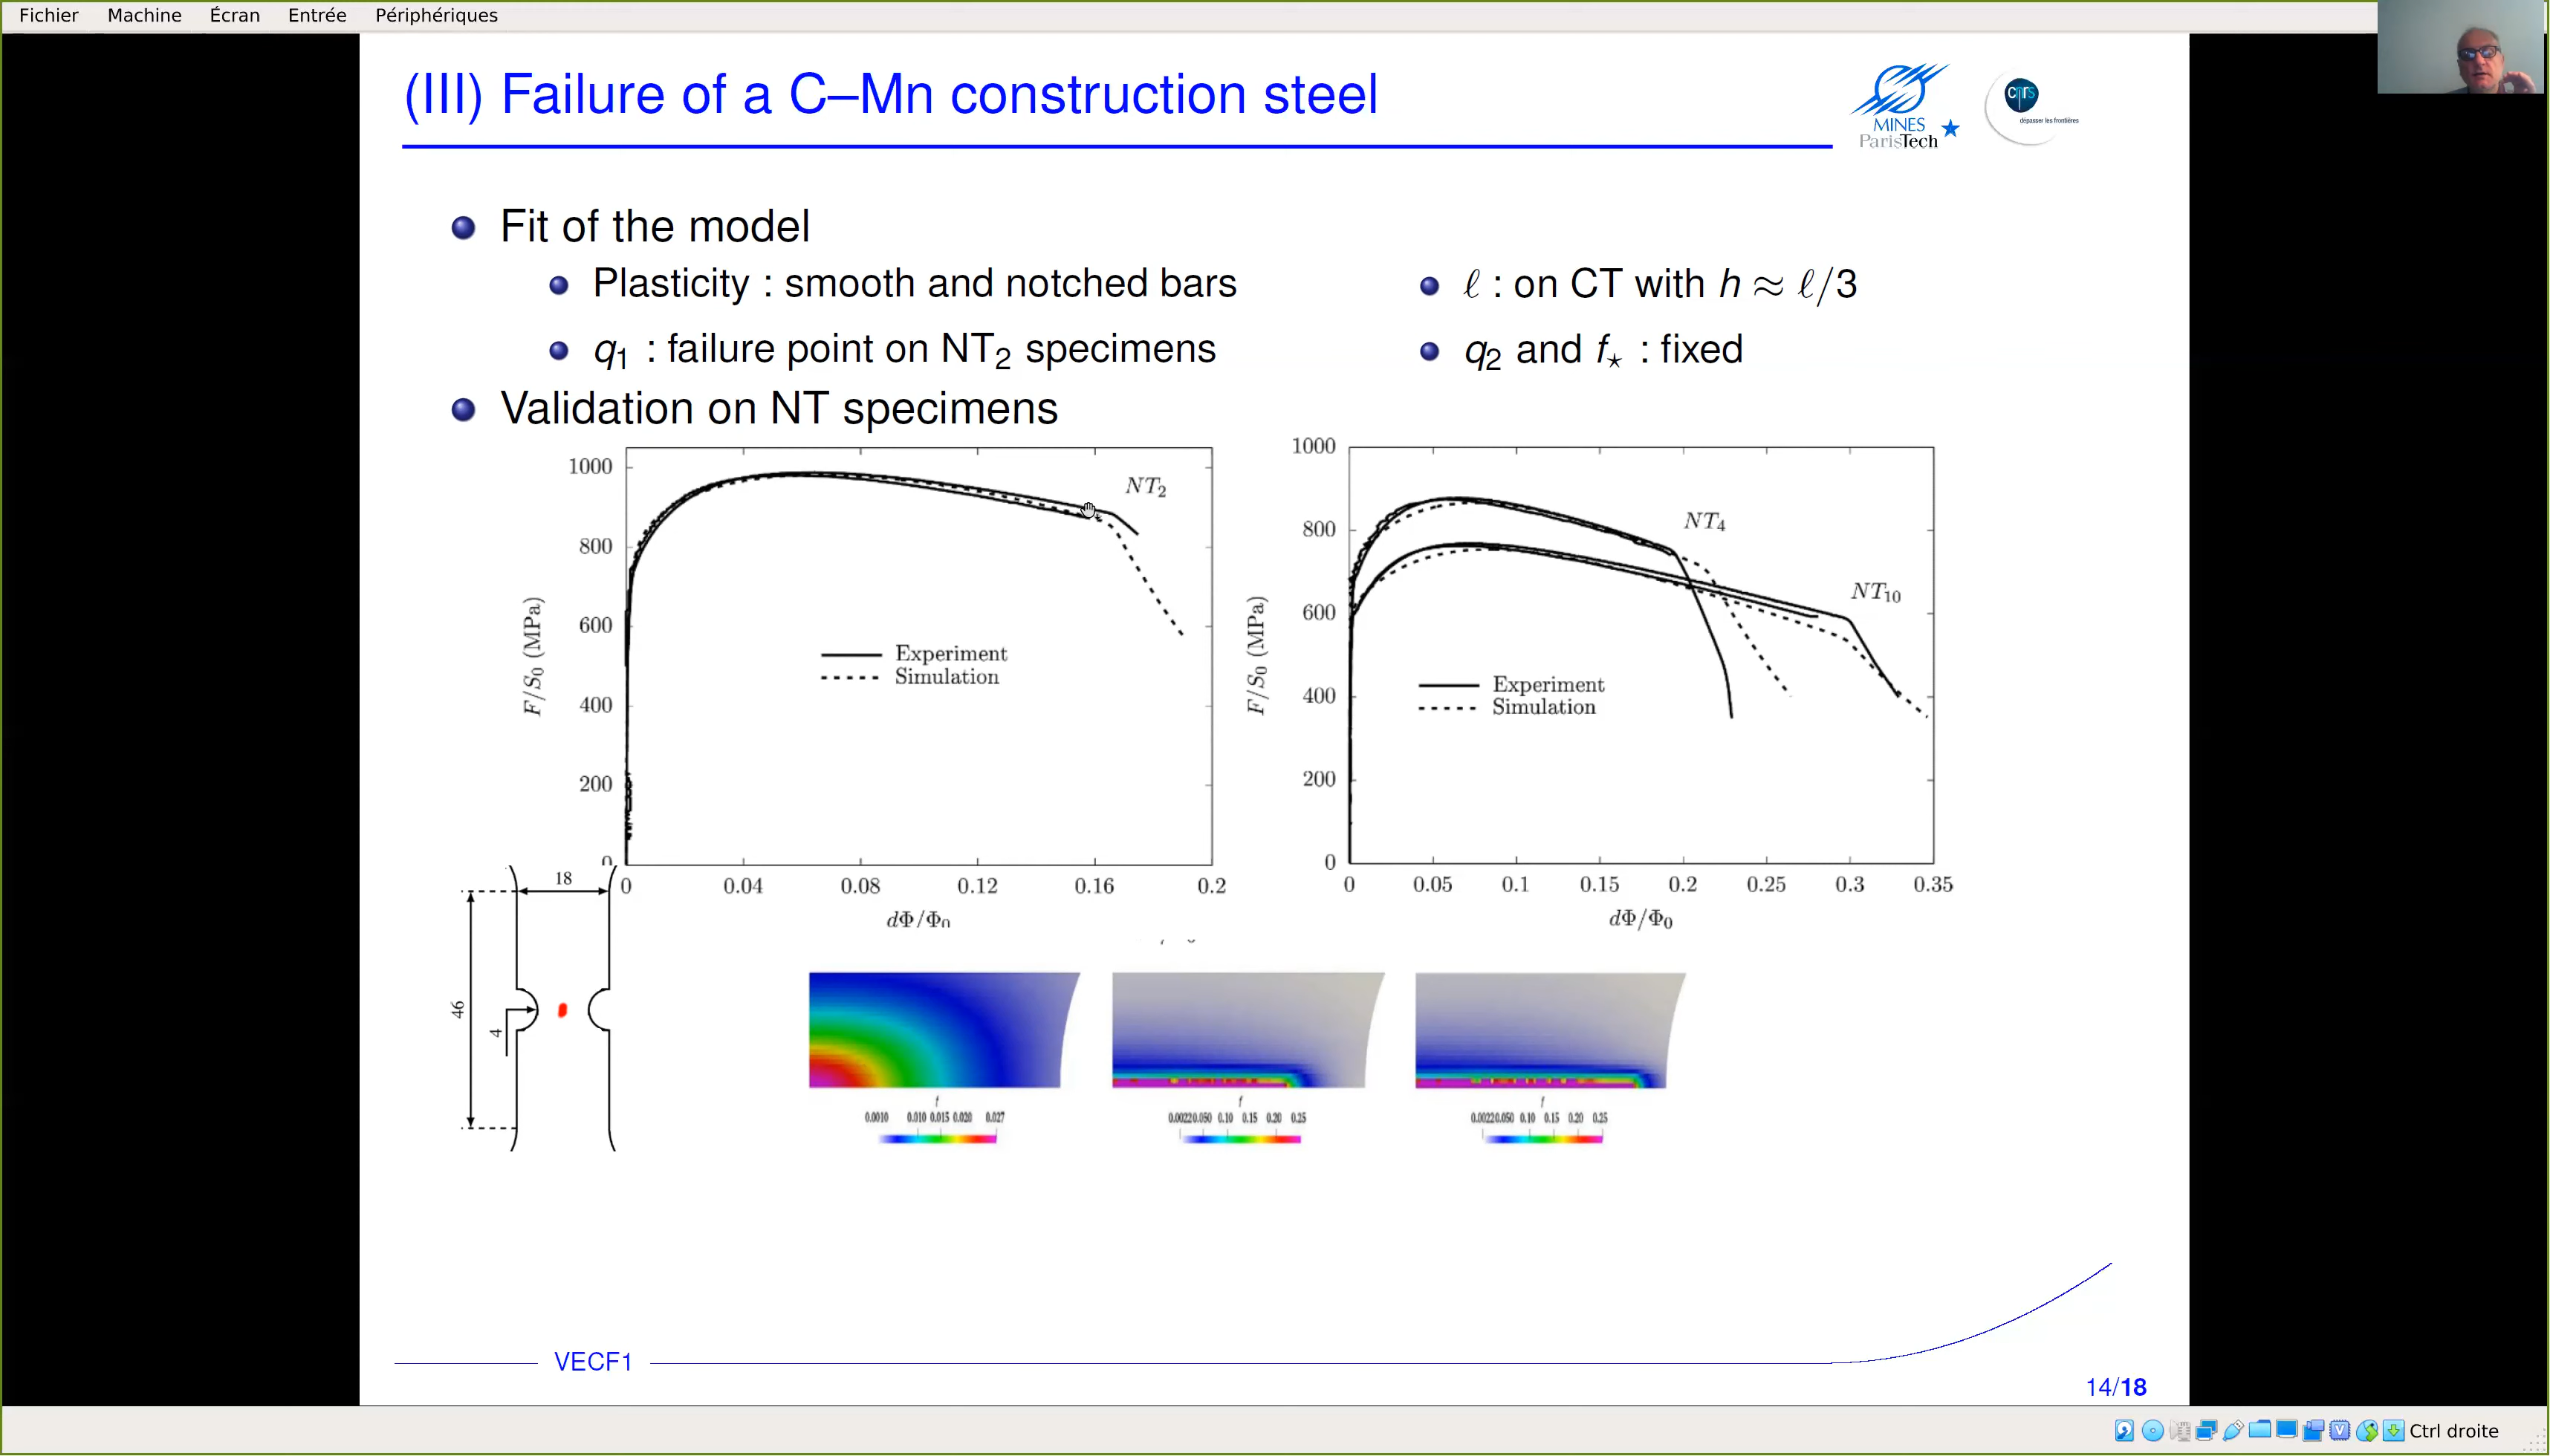 Fichier Machine Écran Entrée Périphériques
(III) Failure of a C–Mn construction steel
MINES
ParisTech
cnrs
dépasser les frontières
Fit of the model
Plasticity : smooth and notched bars
ℓ : on CT with h ≈ ℓ/3
q1 : failure point on NT2 specimens
q2 and f⋆ : fixed
Validation on NT specimens
1000
800
600
400
200
0
F/S0 (MPa)
NT2
Experiment
Simulation
0 0.04 0.08 0.12 0.16 0.2
dΦ/Φ0
1000
800
600
400
200
0
F/S0 (MPa)
NT4
NT10
Experiment
Simulation
0 0.05 0.1 0.15 0.2 0.25 0.3 0.35
dΦ/Φ0
18
46
4
f
0.0010 0.010 0.015 0.020 0.027
f
0.0022 0.050 0.10 0.15 0.20 0.25
f
0.0022 0.050 0.10 0.15 0.20 0.25
VECF1
14/18
Ctrl droite